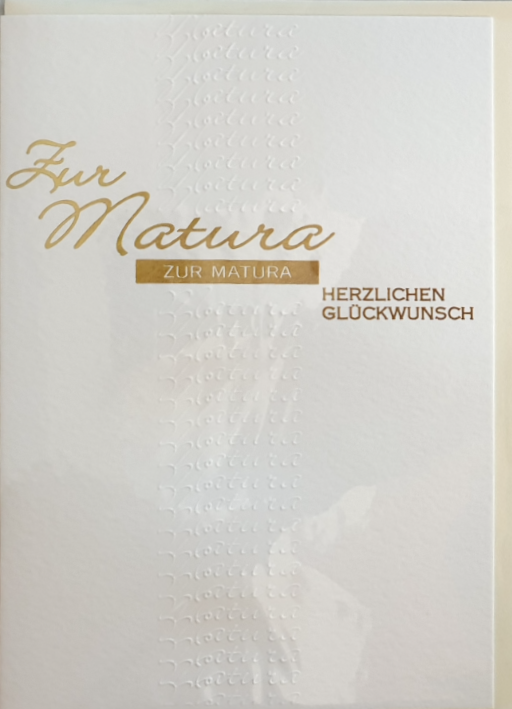 Zur
Matura
ZUR MATURA
HERZLICHEN
GLÜCKWUNSCH